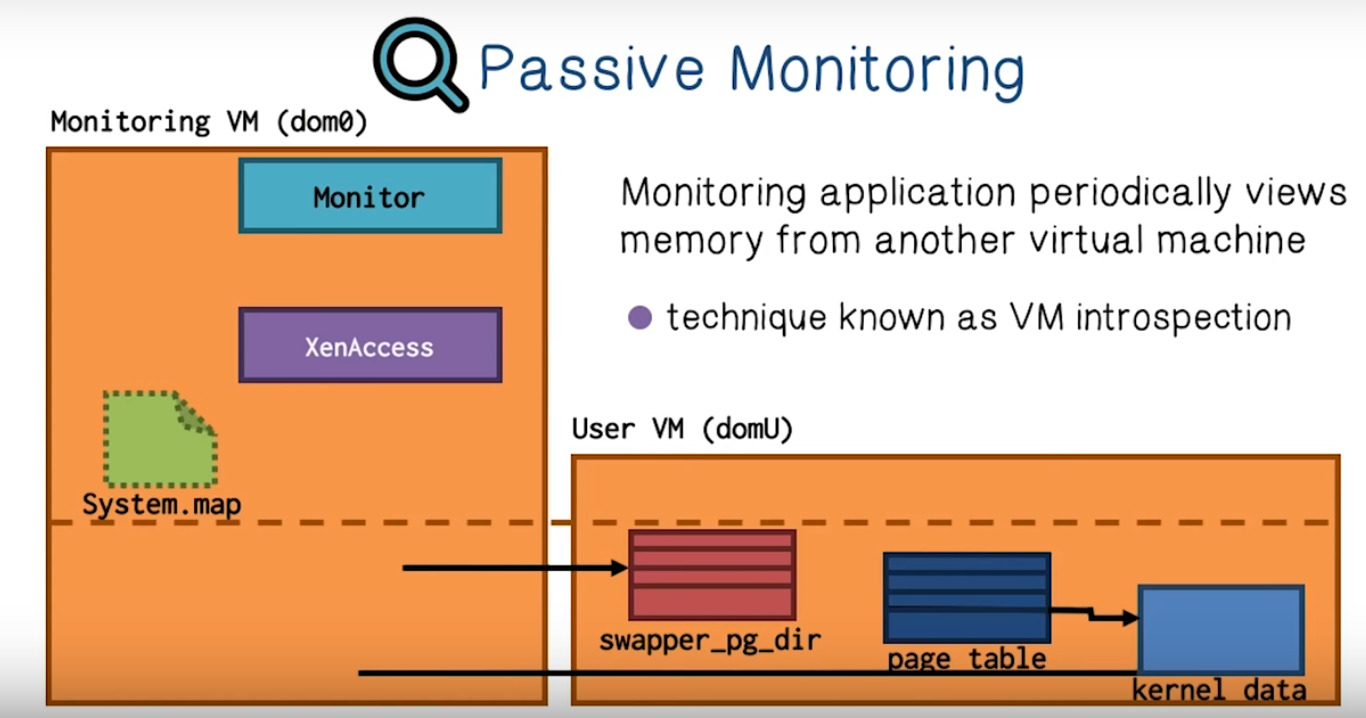 Passive Monitoring
Monitoring VM (dom0)
Monitor
XenAccess
System.map
Monitoring application periodically views
memory from another virtual machine
technique known as VM introspection
User VM (domU)
swapper_pg_dir
page table
kernel data